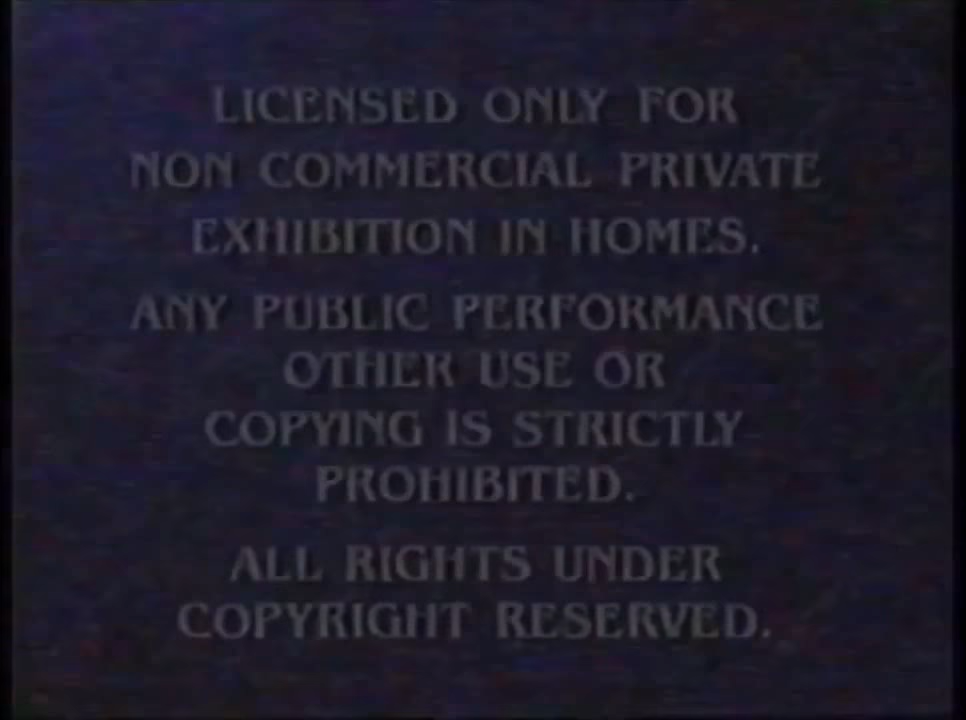 LICENSED ONLY FOR
NON COMMERCIAL PRIVATE
EXHIBITION IN HOMES.
ANY PUBLIC PERFORMANCE
OTHER USE OR
COPYING IS STRICTLY
PROHIBITED.
ALL RIGHTS UNDER
COPYRIGHT RESERVED.